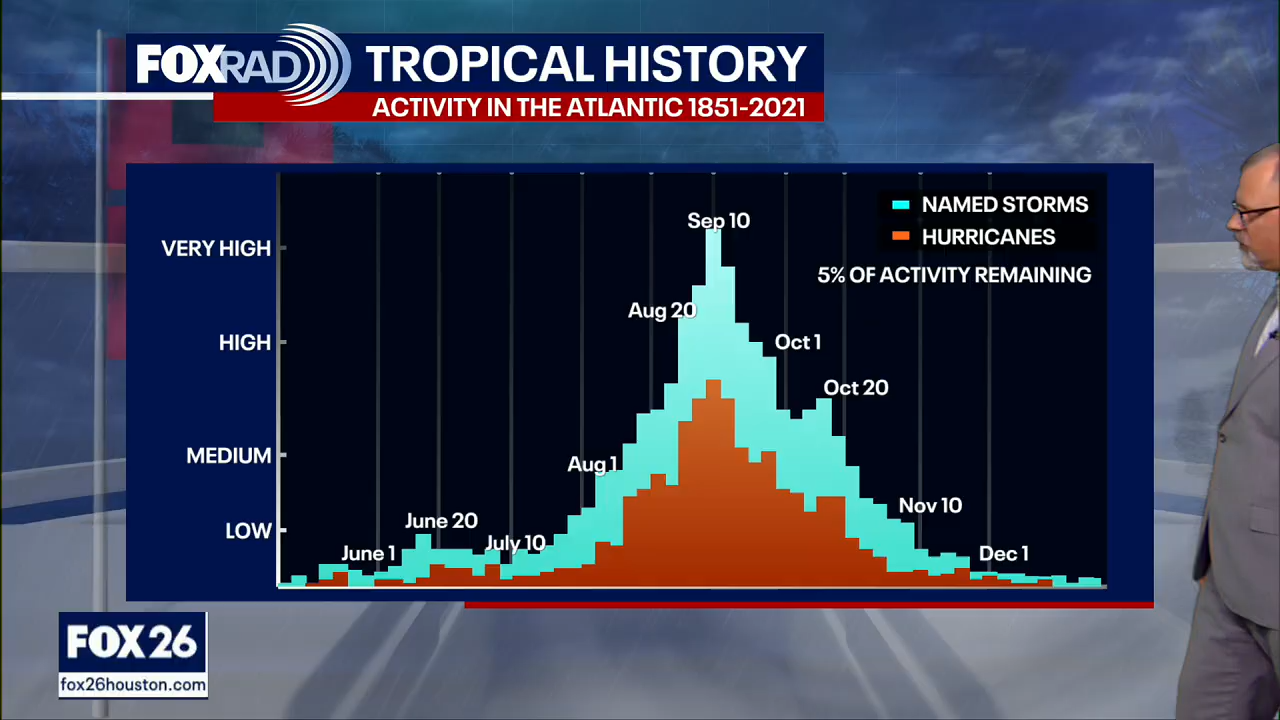 FOXRAD TROPICAL HISTORY
ACTIVITY IN THE ATLANTIC 1851-2021
NAMED STORMS
HURRICANES
5% OF ACTIVITY REMAINING
VERY HIGH
HIGH
MEDIUM
LOW
June 1
June 20
July 10
Aug 1
Aug 20
Sep 10
Oct 1
Oct 20
Nov 10
Dec 1
FOX 26
fox26houston.com